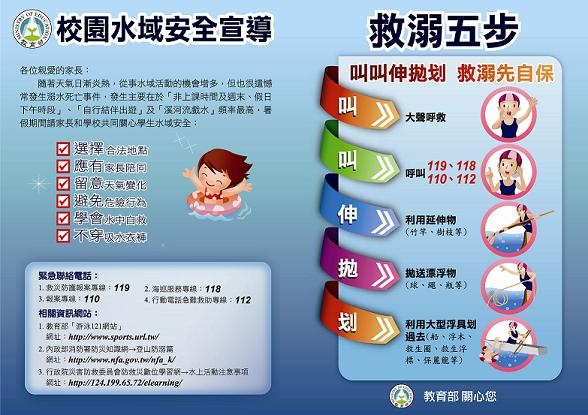 校園水域安全宣導
各位親愛的家長：
隨著天氣日漸炎熱，從事水域活動的機會增多，但也很遺憾
常發生溺水死亡事件，發生主要在於「非上課時間及週末、假日
下午時段」、「自行結伴出遊」及「溪河流戲水」頻率最高，暑
假期間請家長和學校共同關心學生水域安全：
選擇 合法地點
應有 家長陪同
留意 天氣變化
避免 危險行為
學會 水中自救
不穿 吸水衣褲
緊急聯絡電話：
1. 救災防護報案專線：119 2. 海巡服務專線：118
3. 報案專線：110 4. 行動電話急難救助專線：112
相關資訊網站：
1. 教育部「游泳121網站」
網址：http://www.sports.url.tw/
2. 內政部消防署防災知識網→登山防溺篇
網址：http://www.nfa.gov.tw/nfa_k/
3. 行政院災害防救委員會防救災數位學習網→水上活動注意事項
網址：http://124.199.65.72/elearning/
救溺五步
叫叫伸拋划 救溺先自保
叫
大聲呼救
叫
呼叫 119、118
110、112
伸
利用延伸物
(竹竿、樹枝等)
拋
拋送漂浮物
(球、繩、瓶等)
划
利用大型浮具划
過去(船、浮木、
救生圈、救生浮
標、保麗龍等)
教育部 關心您